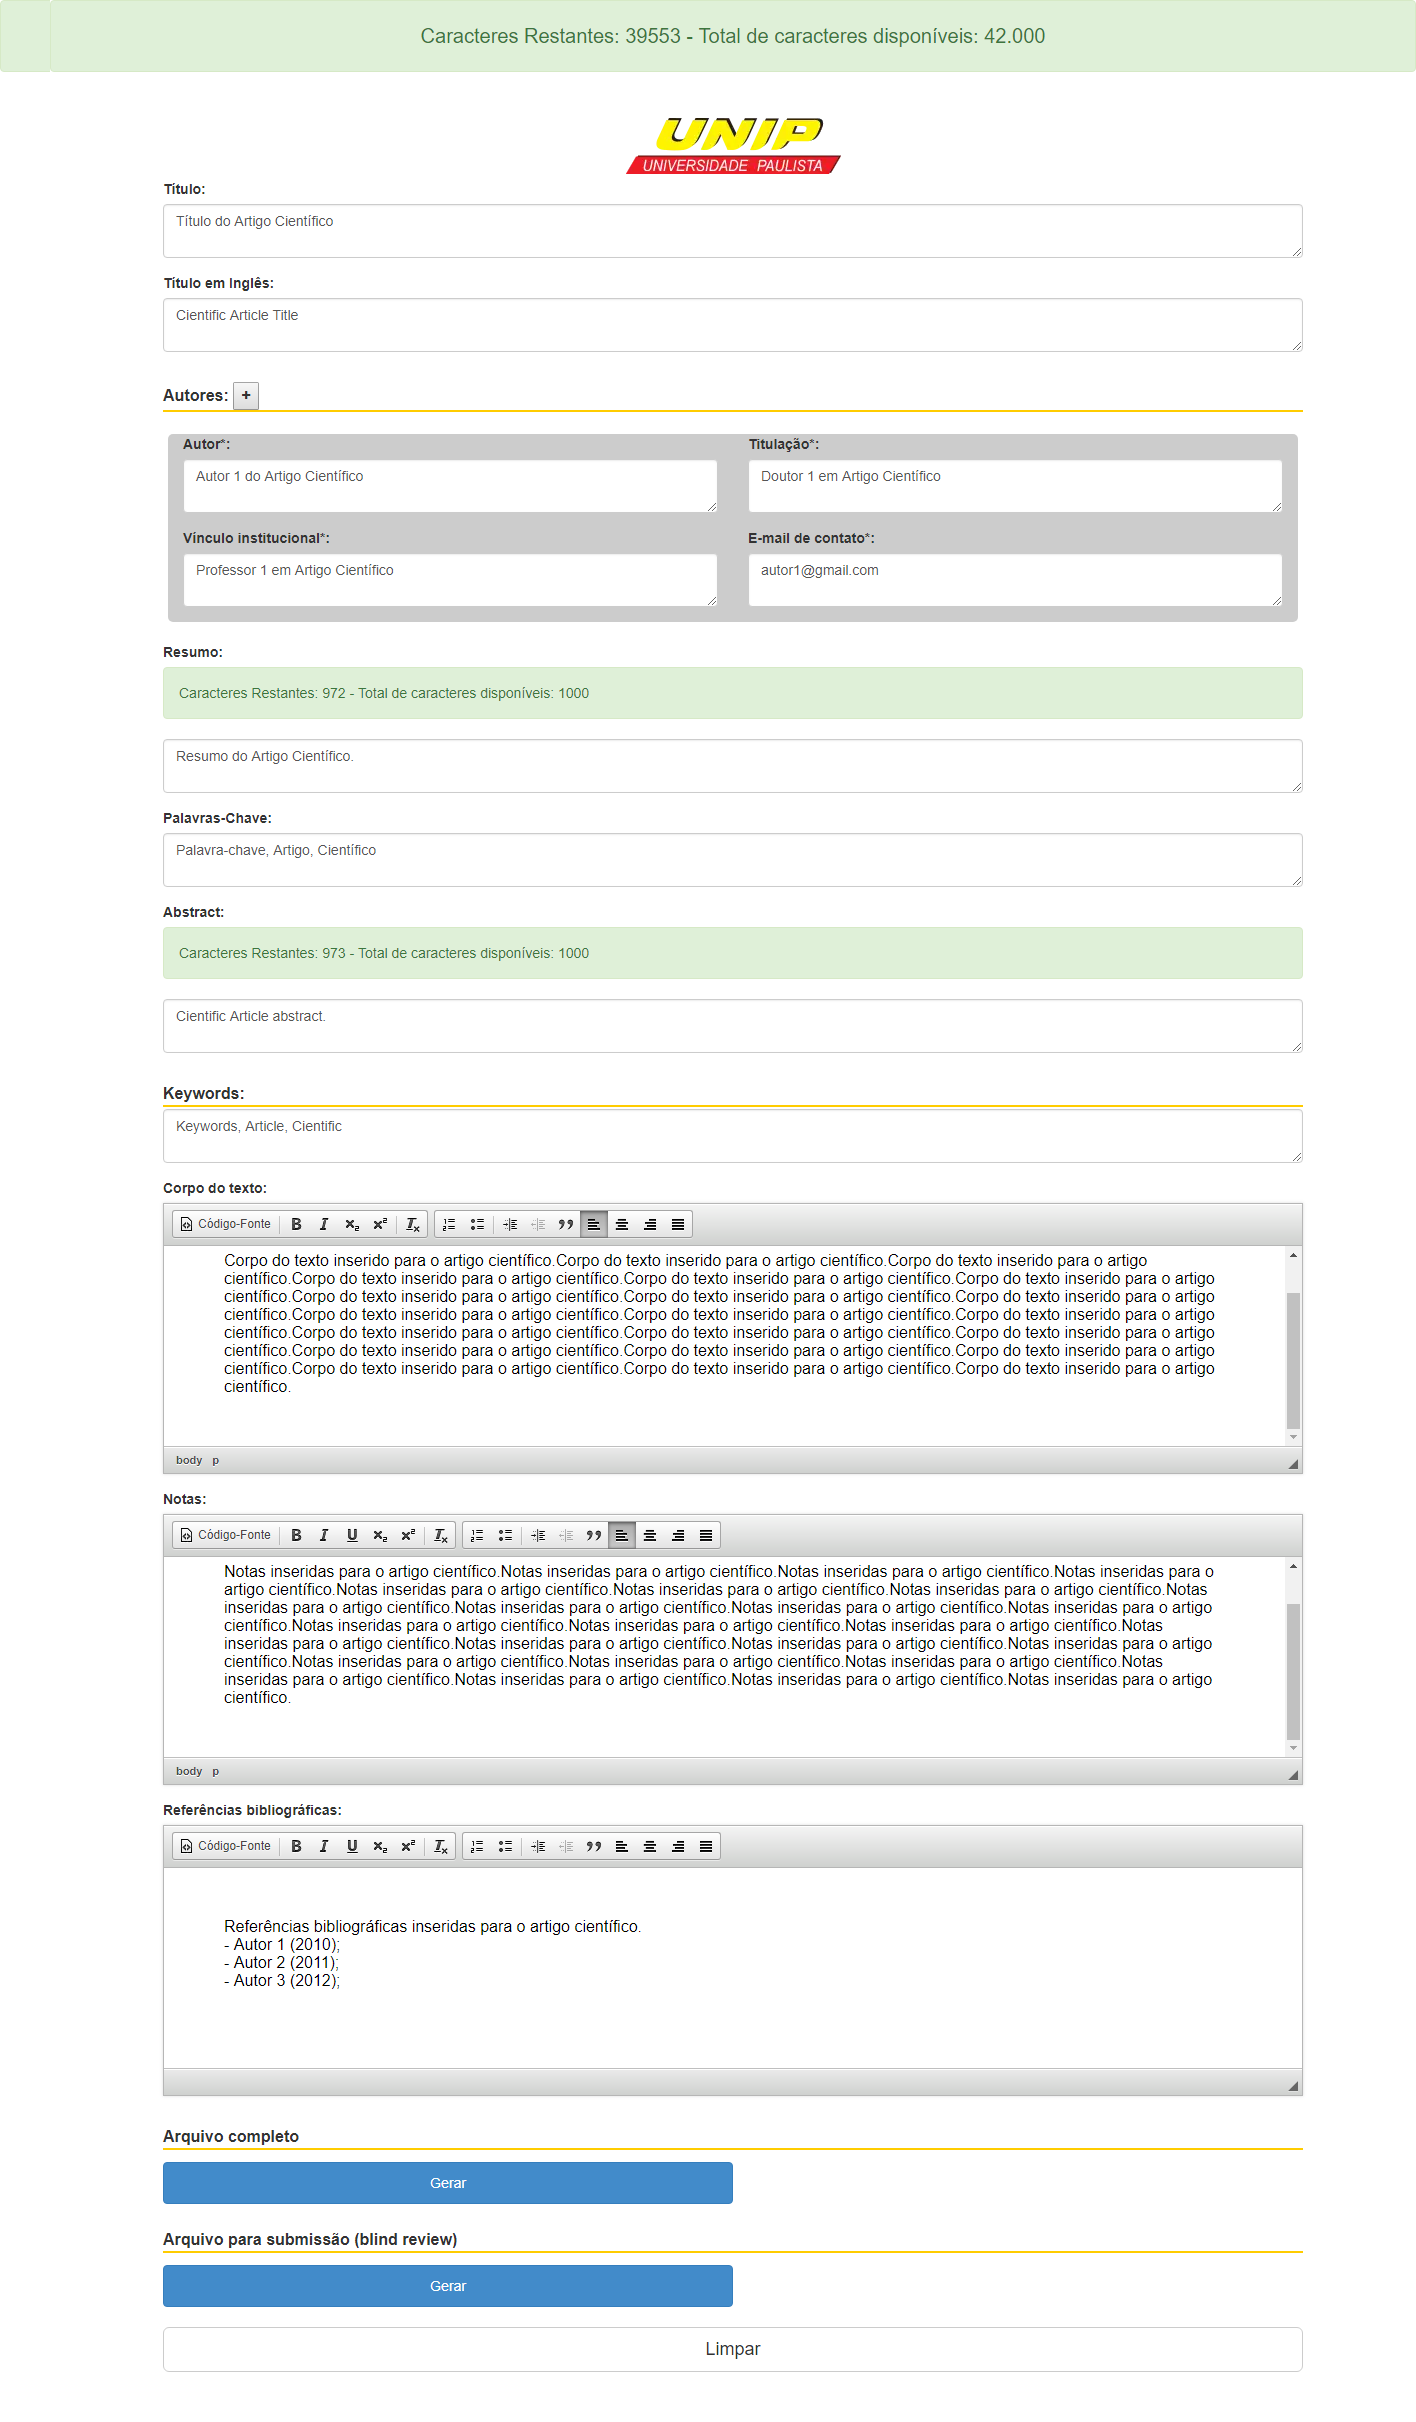 Caracteres Restantes: 39553 - Total de caracteres disponíveis: 42.000
UNIP
UNIVERSIDADE PAULISTA
Título:
Título do Artigo Científico
Título em Inglês:
Cientific Article Title
Autores: +
Autor*: Titulação*:
Autor 1 do Artigo Científico Doutor 1 em Artigo Científico
Vínculo institucional*: E-mail de contato*:
Professor 1 em Artigo Científico autor1@gmail.com
Resumo:
Caracteres Restantes: 972 - Total de caracteres disponíveis: 1000
Resumo do Artigo Científico.
Palavras-Chave:
Palavra-chave, Artigo, Científico
Abstract:
Caracteres Restantes: 973 - Total de caracteres disponíveis: 1000
Cientific Article abstract.
Keywords:
Keywords, Article, Cientific
Corpo do texto:
Código-Fonte
Corpo do texto inserido para o artigo científico.Corpo do texto inserido para o artigo científico.Corpo do texto inserido para o artigo
científico.Corpo do texto inserido para o artigo científico.Corpo do texto inserido para o artigo científico.Corpo do texto inserido para o artigo
científico.Corpo do texto inserido para o artigo científico.Corpo do texto inserido para o artigo científico.Corpo do texto inserido para o artigo
científico.Corpo do texto inserido para o artigo científico.Corpo do texto inserido para o artigo científico.Corpo do texto inserido para o artigo
científico.Corpo do texto inserido para o artigo científico.Corpo do texto inserido para o artigo científico.Corpo do texto inserido para o artigo
científico.Corpo do texto inserido para o artigo científico.Corpo do texto inserido para o artigo científico.Corpo do texto inserido para o artigo
científico.Corpo do texto inserido para o artigo científico.Corpo do texto inserido para o artigo científico.Corpo do texto inserido para o artigo
científico.
body p
Notas:
Código-Fonte
Notas inseridas para o artigo científico.Notas inseridas para o artigo científico.Notas inseridas para o artigo científico.Notas inseridas para o
artigo científico.Notas inseridas para o artigo científico.Notas inseridas para o artigo científico.Notas inseridas para o artigo científico.Notas
inseridas para o artigo científico.Notas inseridas para o artigo científico.Notas inseridas para o artigo científico.Notas inseridas para o artigo
científico.Notas inseridas para o artigo científico.Notas inseridas para o artigo científico.Notas inseridas para o artigo científico.Notas
inseridas para o artigo científico.Notas inseridas para o artigo científico.Notas inseridas para o artigo científico.Notas inseridas para o artigo
científico.Notas inseridas para o artigo científico.Notas inseridas para o artigo científico.Notas inseridas para o artigo científico.Notas
inseridas para o artigo científico.Notas inseridas para o artigo científico.Notas inseridas para o artigo científico.Notas inseridas para o artigo
científico.
body p
Referências bibliográficas:
Código-Fonte
Referências bibliográficas inseridas para o artigo científico.
- Autor 1 (2010);
- Autor 2 (2011);
- Autor 3 (2012);
Arquivo completo
Gerar
Arquivo para submissão (blind review)
Gerar
Limpar